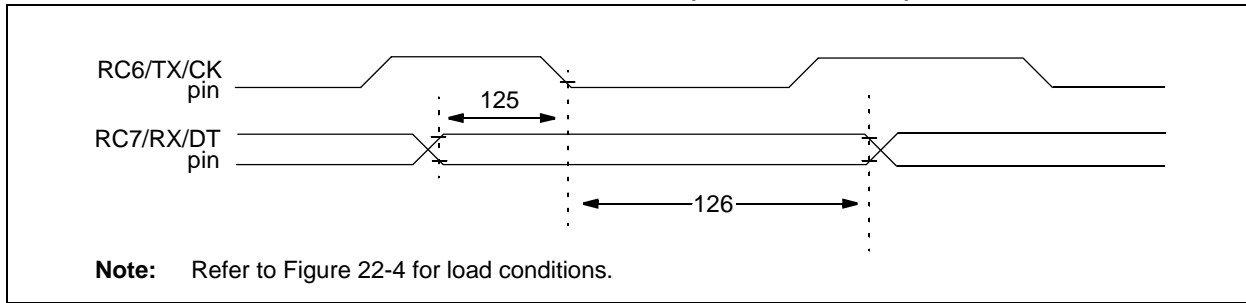 RC6/TX/CK
pin
125
RC7/RX/DT
pin
126
Note: Refer to Figure 22-4 for load conditions.